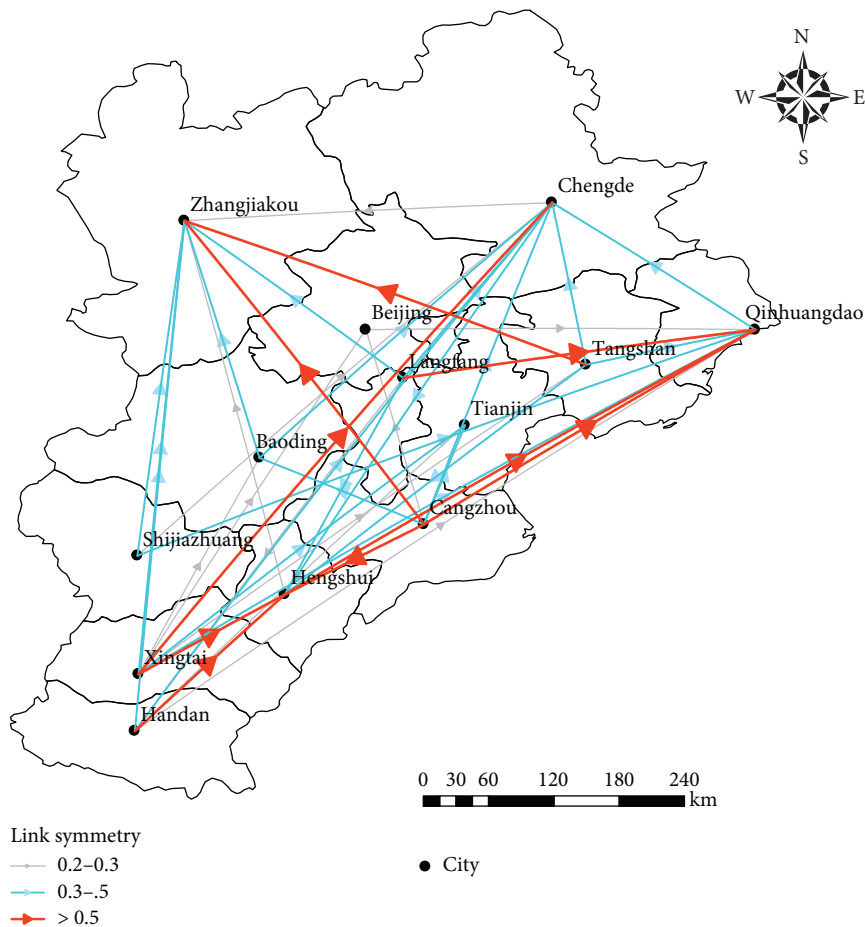 N
W E
S
Chengde
Zhangjiakou
Beijing
Qinhuangdao
Langfang
Tangshan
Tianjin
Baoding
Cangzhou
Shijiazhuang
Hengshui
Xingtai
Handan
0 30 60 120 180 240
km
Link symmetry
0.2–0.3
0.3–.5
> 0.5
City